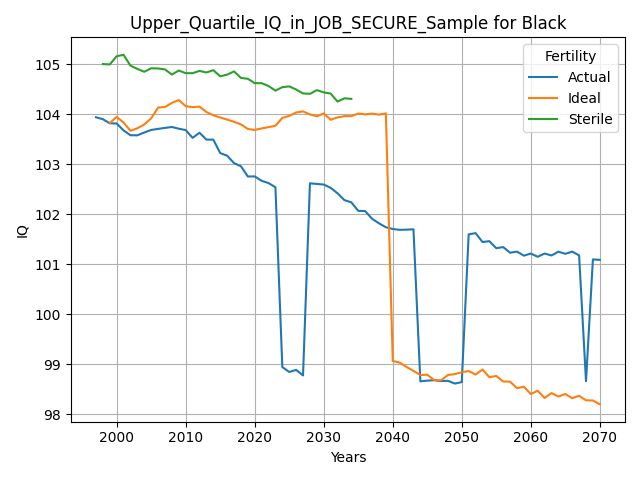 Upper_Quartile_IQ_in_JOB_SECURE_Sample for Black
Fertility
Actual
Ideal
Sterile
IQ
105
104
103
102
101
100
99
98
2000 2010 2020 2030 2040 2050 2060 2070
Years